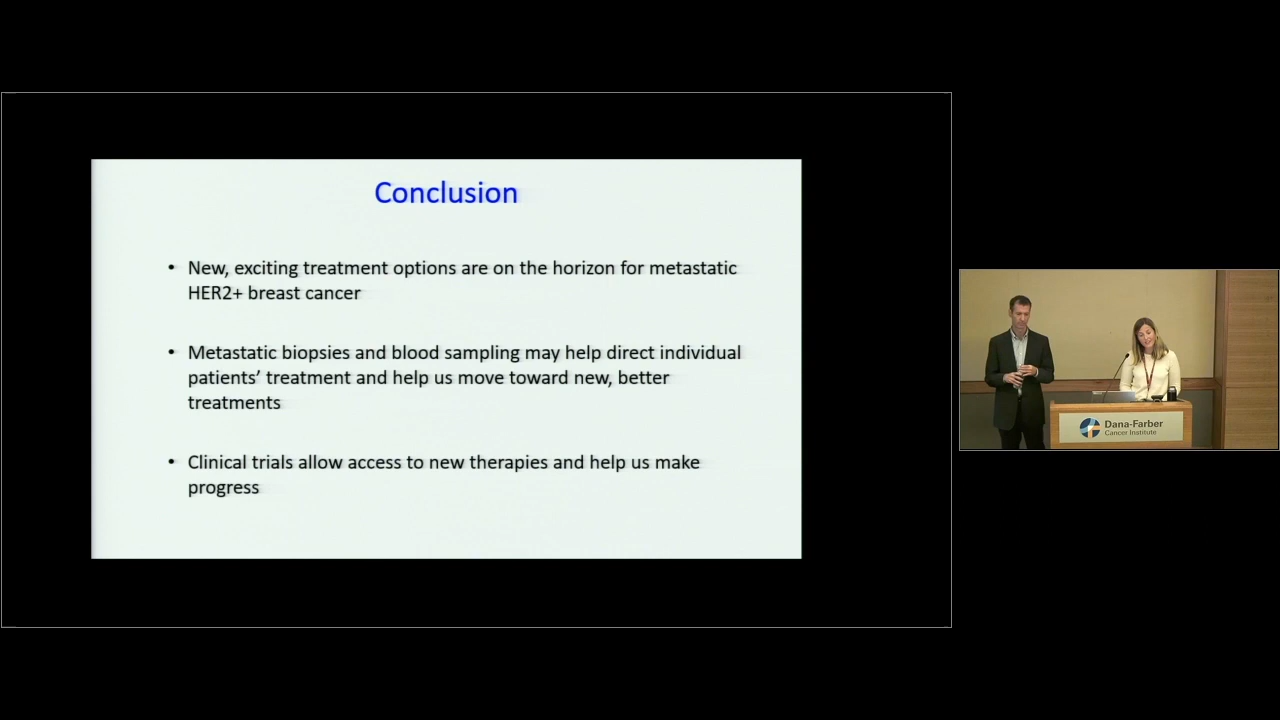 Conclusion
• New, exciting treatment options are on the horizon for metastatic
HER2+ breast cancer
• Metastatic biopsies and blood sampling may help direct individual
patients’ treatment and help us move toward new, better
treatments
• Clinical trials allow access to new therapies and help us make
progress
Dana-Farber
Cancer Institute